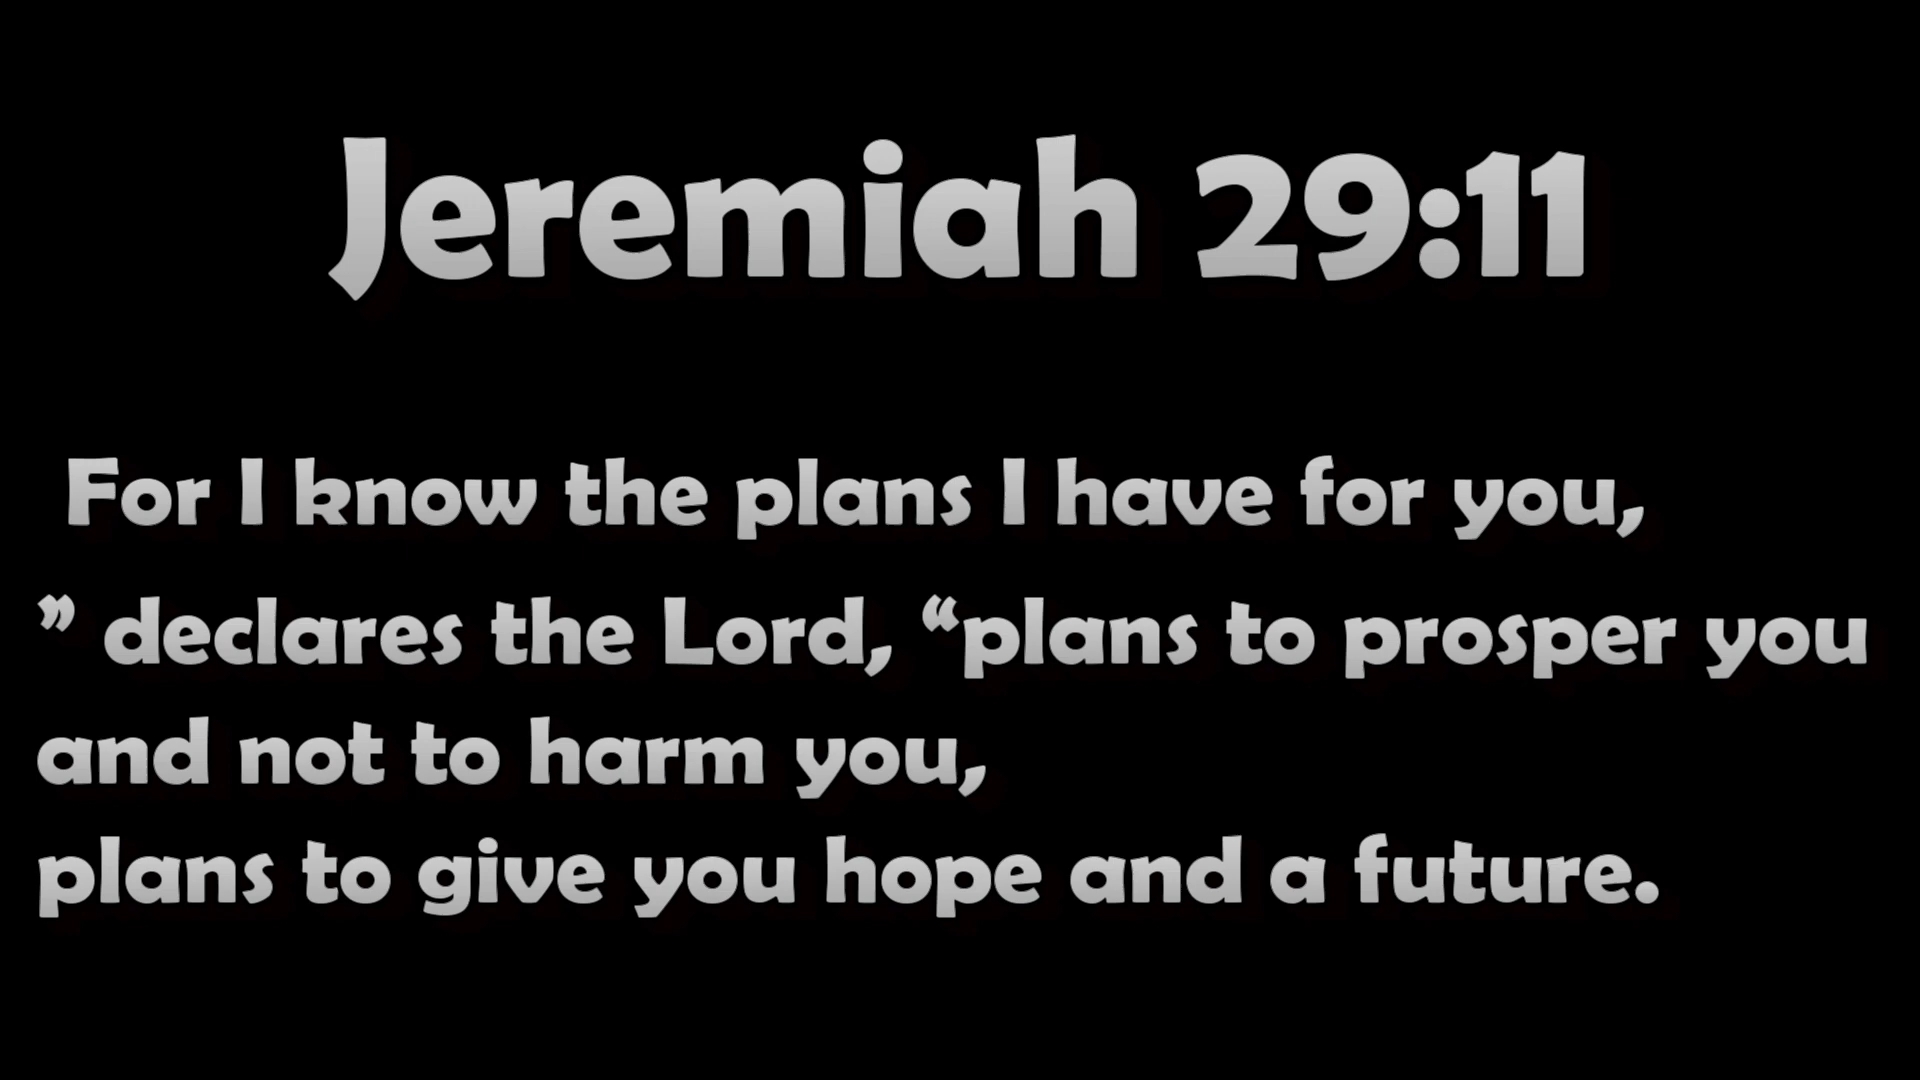 Jeremiah 29:11
For I know the plans I have for you,
” declares the Lord, “plans to prosper you
and not to harm you,
plans to give you hope and a future.